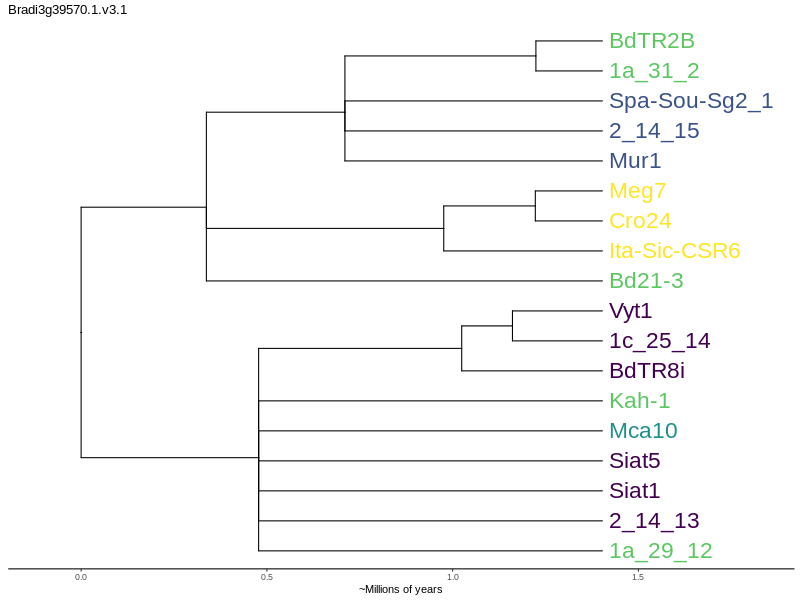 Bradi3g39570.1.v3.1
BdTR2B
1a_31_2
Spa-Sou-Sg2_1
2_14_15
Mur1
Meg7
Cro24
Ita-Sic-CSR6
Bd21-3
Vyt1
1c_25_14
BdTR8i
Kah-1
Mca10
Siat5
Siat1
2_14_13
1a_29_12
0.0 0.5 1.0 1.5
~Millions of years